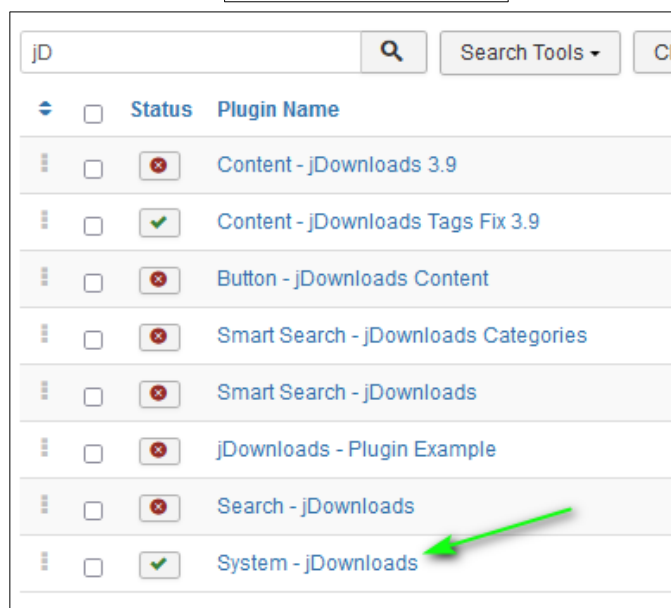 jD
Search Tools
Status Plugin Name
Content - jDownloads 3.9
Content - jDownloads Tags Fix 3.9
Button - jDownloads Content
Smart Search - jDownloads Categories
Smart Search - jDownloads
jDownloads - Plugin Example
Search - jDownloads
System - jDownloads